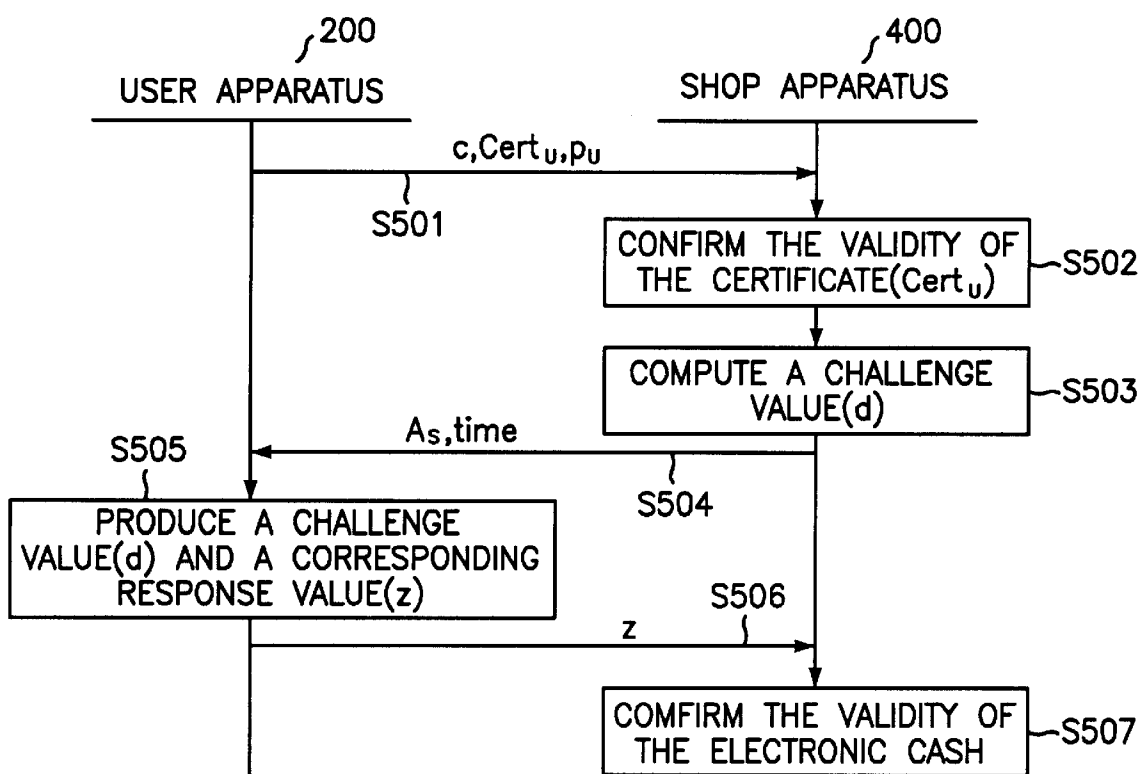 200
USER APPARATUS
400
SHOP APPARATUS
c,Cert_U,p_U
S501
CONFIRM THE VALIDITY OF
THE CERTIFICATE(Cert_U)
S502
COMPUTE A CHALLENGE
VALUE(d)
S503
A_S,time
S504
S505
PRODUCE A CHALLENGE
VALUE(d) AND A CORRESPONDING
RESPONSE VALUE(z)
S506
z
COMFIRM THE VALIDITY OF
THE ELECTRONIC CASH
S507